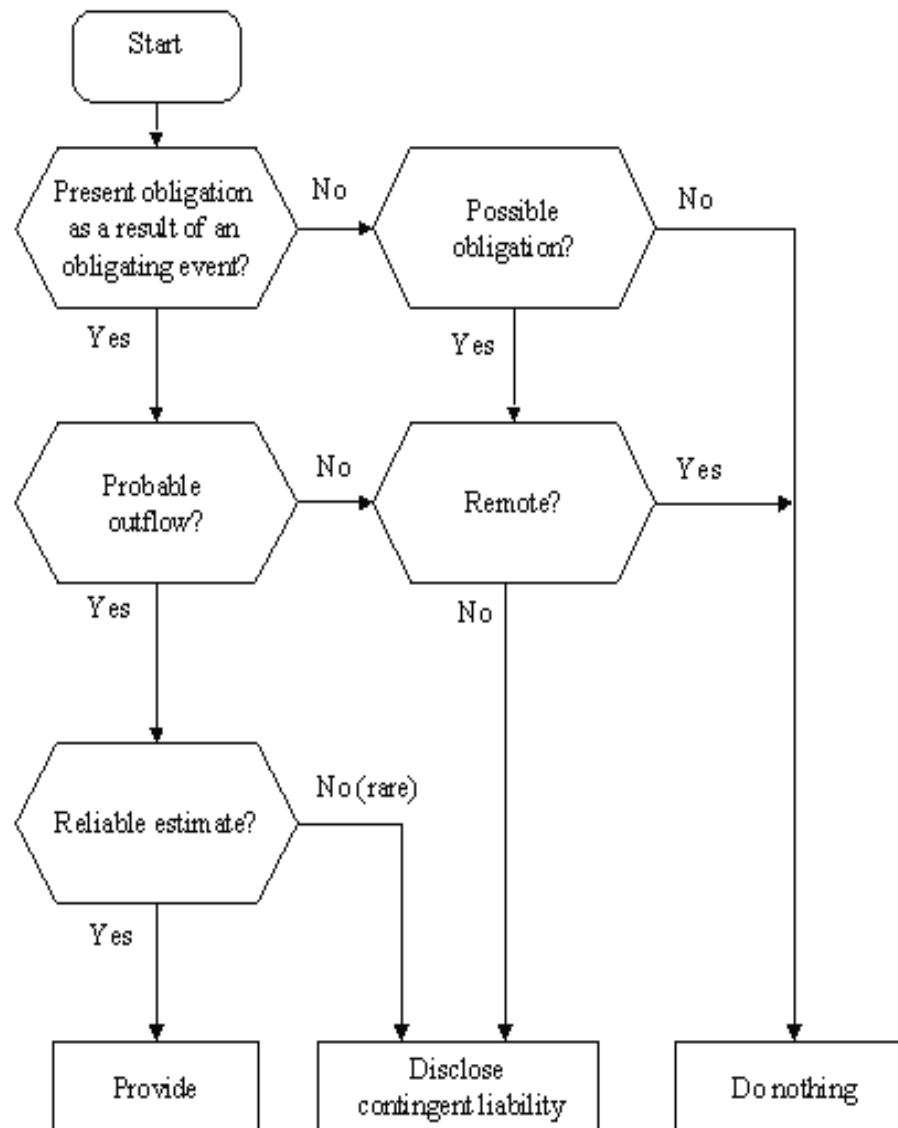 Start
Present obligation
as a result of an
obligating event?
No
Possible
obligation?
No
Yes
Yes
Probable
outflow?
No
Remote?
Yes
Yes
No
Reliable estimate?
No (rare)
Yes
Provide
Disclose
contingent liability
Do nothing